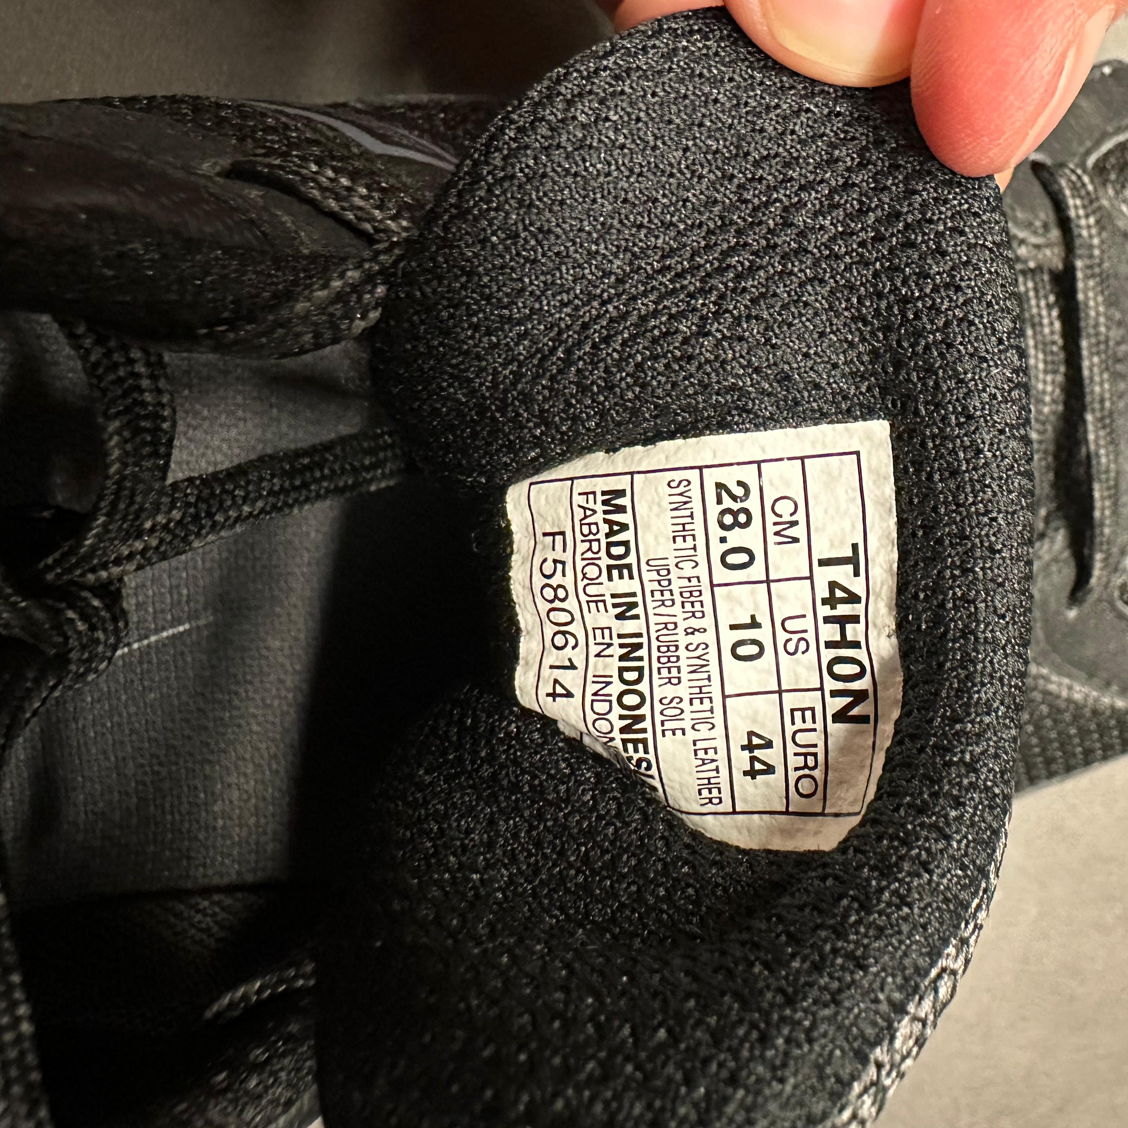 T4H0N
CM US EURO
28.0 10 44
SYNTHETIC FIBER & SYNTHETIC LEATHER
UPPER/RUBBER SOLE
MADE IN INDONESI
FABRIQUE EN INDON
F580614